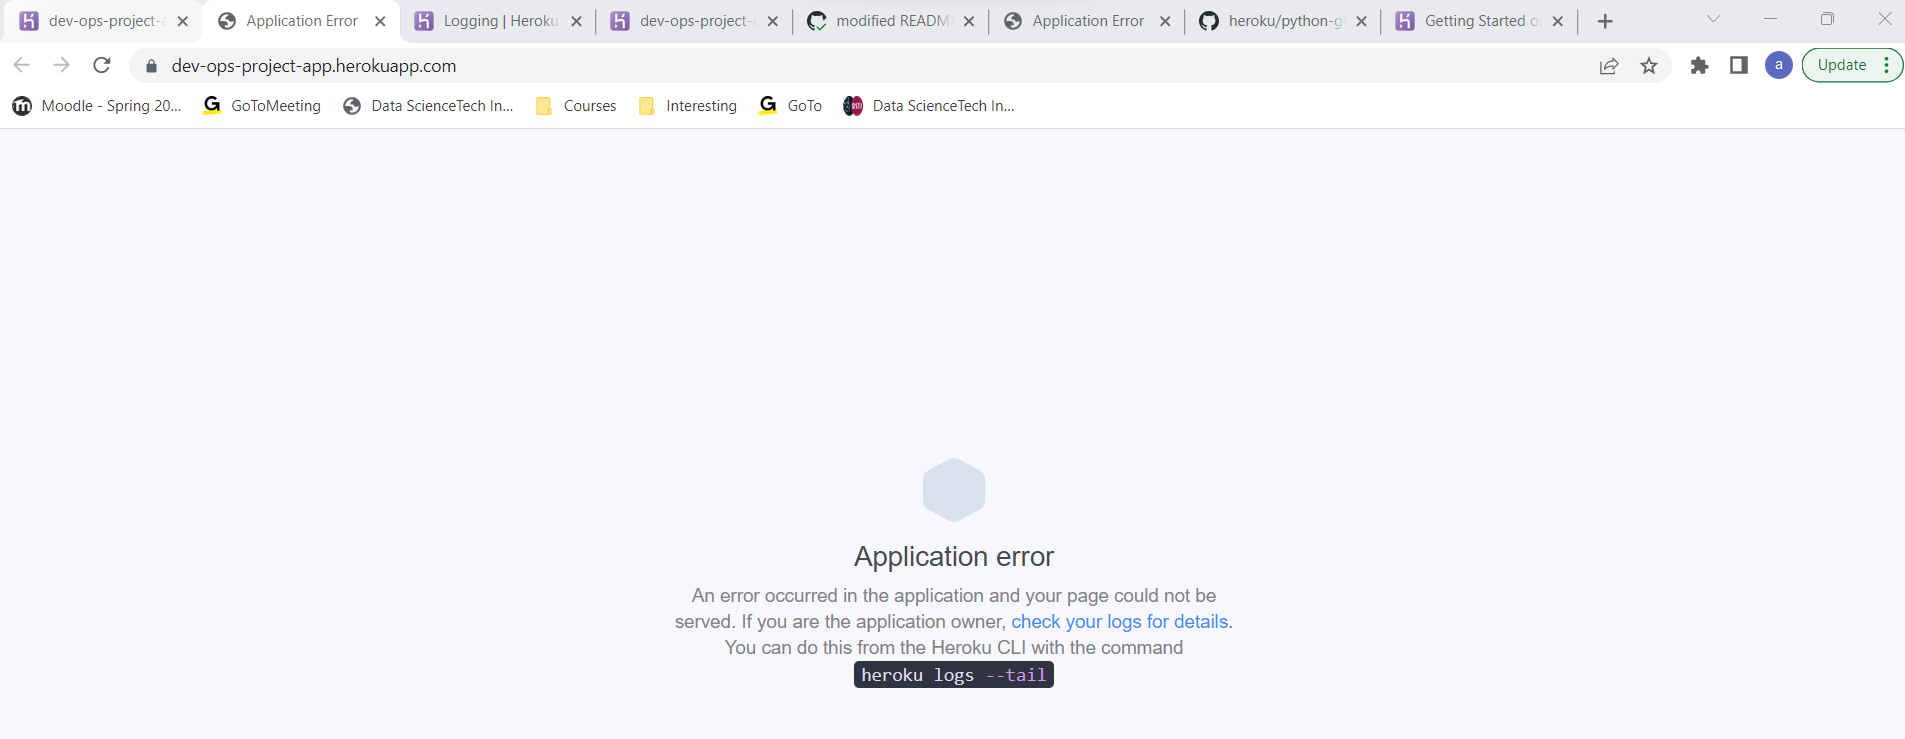 dev-ops-project-a
Application Error
Logging | Heroku
dev-ops-project-a
modified READM
Application Error
heroku/python-g
Getting Started o
dev-ops-project-app.herokuapp.com
a
Update
Moodle - Spring 20...
GoToMeeting
Data ScienceTech In...
Courses
Interesting
GoTo
Data ScienceTech In...
Application error
An error occurred in the application and your page could not be
served. If you are the application owner, check your logs for details.
You can do this from the Heroku CLI with the command
heroku logs --tail